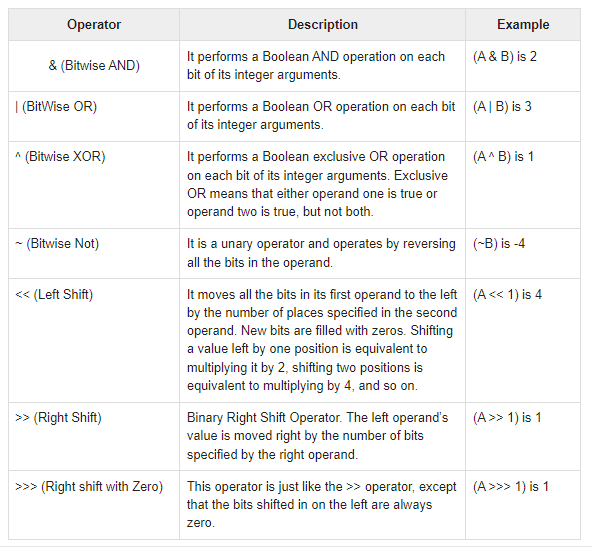 Operator Description Example
& (Bitwise AND)
It performs a Boolean AND operation on each
bit of its integer arguments.
(A & B) is 2
| (BitWise OR)
It performs a Boolean OR operation on each bit
of its integer arguments.
(A | B) is 3
^ (Bitwise XOR)
It performs a Boolean exclusive OR operation
on each bit of its integer arguments. Exclusive
OR means that either operand one is true or
operand two is true, but not both.
(A ^ B) is 1
~ (Bitwise Not)
It is a unary operator and operates by reversing
all the bits in the operand.
(~B) is -4
<< (Left Shift)
It moves all the bits in its first operand to the left
by the number of places specified in the second
operand. New bits are filled with zeros. Shifting
a value left by one position is equivalent to
multiplying it by 2, shifting two positions is
equivalent to multiplying by 4, and so on.
(A << 1) is 4
>> (Right Shift)
Binary Right Shift Operator. The left operand's
value is moved right by the number of bits
specified by the right operand.
(A >> 1) is 1
>>> (Right shift with Zero)
This operator is just like the >> operator, except
that the bits shifted in on the left are always
zero.
(A >>> 1) is 1